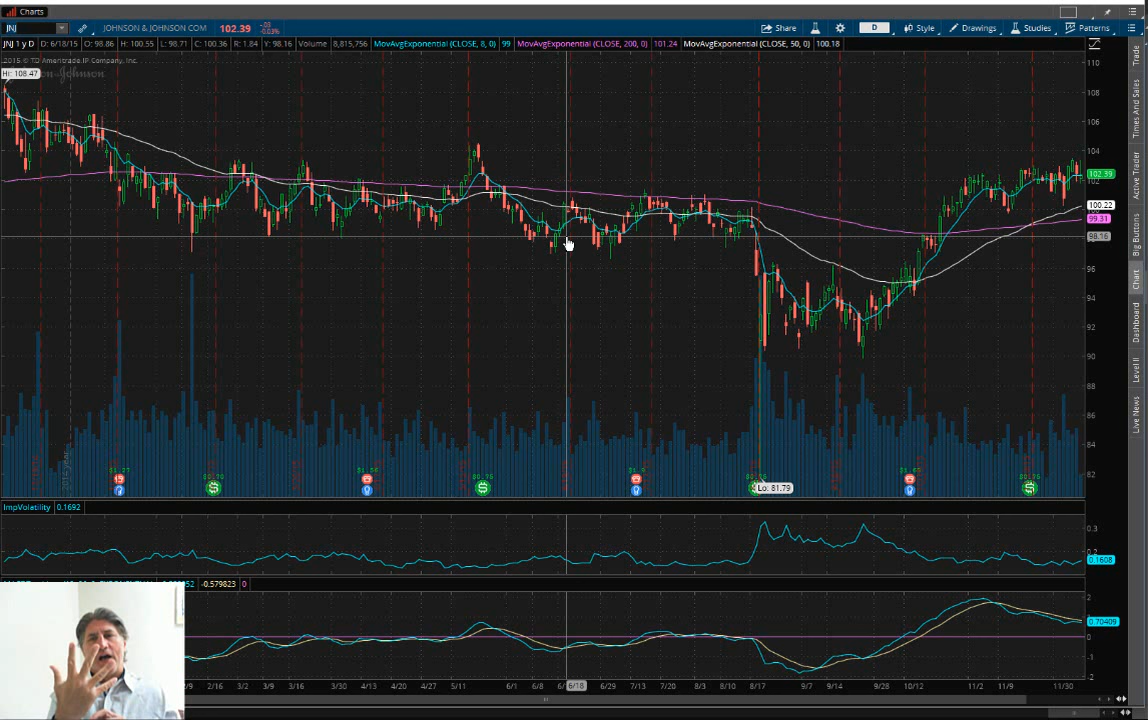 Charts
JNJ JOHNSON & JOHNSON COM 102.39 -.03 -0.03% Share D Style Drawings Studies Patterns
JNJ 1 y D D: 6/18/15 O: 98.86 H: 100.55 L: 98.71 C: 100.36 R: 1.84 Y: 98.16 Volume 8,815,756 MovAvgExponential (CLOSE, 8, 0) 99 MovAvgExponential (CLOSE, 200, 0) 101.24 MovAvgExponential (CLOSE, 50, 0) 100.18
2015 © TD Ameritrade IP Company, Inc.
Hi: 108.47
110
108
106
104
102.39
102
100.22
99.31
98.16
96
94
92
90
88
86
84
82
Lo: 81.79
Trade
Times And Sales
Active Trader
Big Buttons
Chart
Dashboard
Level II
Live News
ImpVolatility 0.1692
0.3
0.1608
-0.579823 0
2
0.70409
0
-1
-2
2/16 3/2 3/9 3/16 4/13 4/20 4/27 5/11 6/1 6/8 6/18 6/29 7/13 7/20 8/3 8/10 8/17 9/7 9/14 9/28 10/12 11/2 11/9 11/30